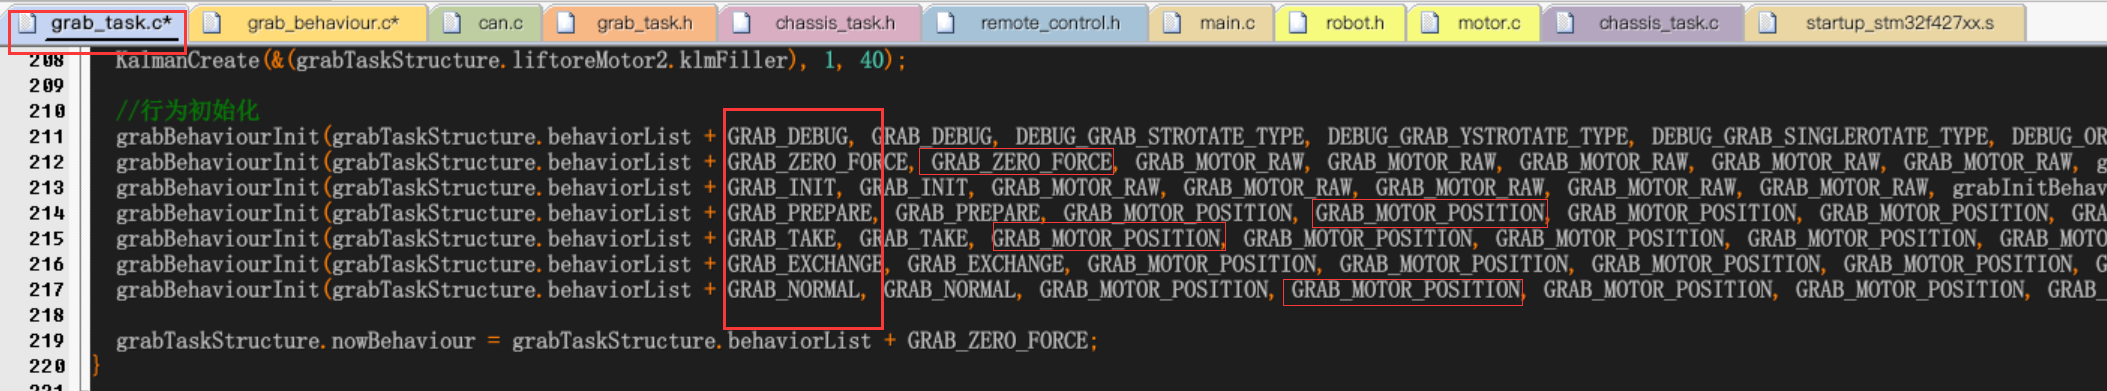 grab_task.c* grab_behaviour.c* can.c grab_task.h chassis_task.h remote_control.h main.c robot.h motor.c chassis_task.c startup_stm32f427xx.s
208 KalmanCreate(&(grabTaskStructure.liftoreMotor2.klmFiller), 1, 40);
209
210 //行为初始化
211 grabBehaviourInit(grabTaskStructure.behaviorList + GRAB_DEBUG, GRAB_DEBUG, DEBUG_GRAB_STROTATE_TYPE, DEBUG_GRAB_YSTROTATE_TYPE, DEBUG_GRAB_SINGLEROTATE_TYPE, DEBUG_OR
212 grabBehaviourInit(grabTaskStructure.behaviorList + GRAB_ZERO_FORCE, GRAB_ZERO_FORCE, GRAB_MOTOR_RAW, GRAB_MOTOR_RAW, GRAB_MOTOR_RAW, GRAB_MOTOR_RAW, GRAB_MOTOR_RAW, g
213 grabBehaviourInit(grabTaskStructure.behaviorList + GRAB_INIT, GRAB_INIT, GRAB_MOTOR_RAW, GRAB_MOTOR_RAW, GRAB_MOTOR_RAW, GRAB_MOTOR_RAW, GRAB_MOTOR_RAW, grabInitBehav
214 grabBehaviourInit(grabTaskStructure.behaviorList + GRAB_PREPARE, GRAB_PREPARE, GRAB_MOTOR_POSITION, GRAB_MOTOR_POSITION, GRAB_MOTOR_POSITION, GRAB_MOTOR_POSITION, GRA
215 grabBehaviourInit(grabTaskStructure.behaviorList + GRAB_TAKE, GRAB_TAKE, GRAB_MOTOR_POSITION, GRAB_MOTOR_POSITION, GRAB_MOTOR_POSITION, GRAB_MOTOR_POSITION, GRAB_MOTO
216 grabBehaviourInit(grabTaskStructure.behaviorList + GRAB_EXCHANGE, GRAB_EXCHANGE, GRAB_MOTOR_POSITION, GRAB_MOTOR_POSITION, GRAB_MOTOR_POSITION, GRAB_MOTOR_POSITION, G
217 grabBehaviourInit(grabTaskStructure.behaviorList + GRAB_NORMAL, GRAB_NORMAL, GRAB_MOTOR_POSITION, GRAB_MOTOR_POSITION, GRAB_MOTOR_POSITION, GRAB_MOTOR_POSITION, GRAB_
218
219 grabTaskStructure.nowBehaviour = grabTaskStructure.behaviorList + GRAB_ZERO_FORCE;
220 }
221